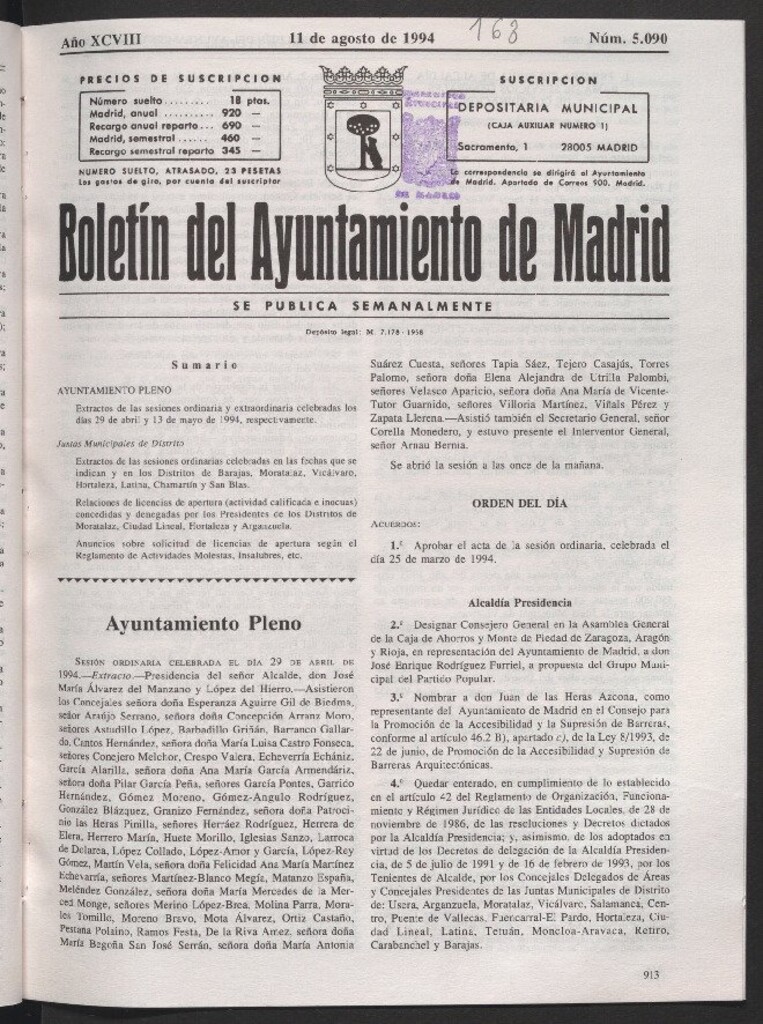 Año XCVIII
11 de agosto de 1994
168
Núm. 5.090
PRECIOS DE SUSCRIPCION
Número suelto......... 18 ptas.
Madrid, anual .......... 920 —
Recargo anual reparto... 690 —
Madrid, semestral ...... 460 —
Recargo semestral reparto 345 —
NUMERO SUELTO, ATRASADO, 23 PESETAS
Los gastos de giro, por cuenta del suscriptor
SUSCRIPCION
DEPOSITARIA MUNICIPAL
(CAJA AUXILIAR NUMERO 1)
Sacramento, 1 28005 MADRID
La correspondencia se dirigirá al Ayuntamiento
de Madrid. Apartado de Correos 900. Madrid.
DE MADRID
Boletín del Ayuntamiento de Madrid
SE PUBLICA SEMANALMENTE
Depósito legal: M. 7.178 - 1958
Sumario
AYUNTAMIENTO PLENO
Extractos de las sesiones ordinaria y extraordinaria celebradas los
días 29 de abril y 13 de mayo de 1994, respectivamente.
Juntas Municipales de Distrito
Extractos de las sesiones ordinarias celebradas en las fechas que se
indican y en los Distritos de Barajas, Moratalaz, Vicálvaro,
Hortaleza, Latina, Chamartín y San Blas.
Relaciones de licencias de apertura (actividad calificada e inocuas)
concedidas y denegadas por los Presidentes de los Distritos de
Moratalaz, Ciudad Lineal, Hortaleza y Arganzuela.
Anuncios sobre solicitud de licencias de apertura según el
Reglamento de Actividades Molestas, Insalubres, etc.
Ayuntamiento Pleno
SESIÓN ORDINARIA CELEBRADA EL DÍA 29 DE ABRIL DE
1994.—Extracto.—Presidencia del señor Alcalde, don José
María Álvarez del Manzano y López del Hierro.—Asistieron
los Concejales señora doña Esperanza Aguirre Gil de Biedma,
señor Araújo Serrano, señora doña Concepción Arranz Moro,
señores Astudillo López, Barbadillo Griñán, Barranco Gallar-
do, Cantos Hernández, señora doña María Luisa Castro Fonseca,
señores Conejero Melchor, Crespo Valera, Echeverría Echániz,
García Alarilla, señora doña Ana María García Armendáriz,
señora doña Pilar García Peña, señores García Pontes, Garrido
Hernández, Gómez Moreno, Gómez-Angulo Rodríguez,
González Blázquez, Granizo Fernández, señora doña Patroci-
nio las Heras Pinilla, señores Herráez Rodríguez, Herrera de
Elera, Herrero María, Huete Morillo, Iglesias Sanzo, Larroca
de Dolarea, López Collado, López-Amor y García, López-Rey
Gómez, Martín Vela, señora doña Felicidad Ana María Martínez
Echevarría, señores Martínez-Blanco Megía, Matanzo España,
Meléndez González, señora doña María Mercedes de la Mer-
ced Monge, señores Merino López-Brea, Molina Parra, Mora-
les Tomillo, Moreno Bravo, Mota Álvarez, Ortiz Castaño,
Pestana Polaino, Ramos Festa, De la Riva Amez, señora doña
María Begoña San José Serrán, señora doña María Antonia
Suárez Cuesta, señores Tapia Sáez, Tejero Casajús, Torres
Palomo, señora doña Elena Alejandra de Utrilla Palombi,
señores Velasco Aparicio, señora doña Ana María de Vicente-
Tutor Guarnido, señores Villoria Martínez, Viñals Pérez y
Zapata Llerena.—Asistió también el Secretario General, señor
Corella Monedero, y estuvo presente el Interventor General,
señor Arnau Bernia.
Se abrió la sesión a las once de la mañana.
ORDEN DEL DÍA
ACUERDOS:
1.º Aprobar el acta de la sesión ordinaria, celebrada el
día 25 de marzo de 1994.
Alcaldía Presidencia
2.º Designar Consejero General en la Asamblea General
de la Caja de Ahorros y Monte de Piedad de Zaragoza, Aragón
y Rioja, en representación del Ayuntamiento de Madrid, a don
José Enrique Rodríguez Furriel, a propuesta del Grupo Muni-
cipal del Partido Popular.
3.º Nombrar a don Juan de las Heras Azcona, como
representante del Ayuntamiento de Madrid en el Consejo para
la Promoción de la Accesibilidad y la Supresión de Barreras,
conforme al artículo 46.2 B), apartado c), de la Ley 8/1993, de
22 de junio, de Promoción de la Accesibilidad y Supresión de
Barreras Arquitectónicas.
4.º Quedar enterado, en cumplimiento de lo establecido
en el artículo 42 del Reglamento de Organización, Funciona-
miento y Régimen Jurídico de las Entidades Locales, de 28 de
noviembre de 1986, de las resoluciones y Decretos dictados
por la Alcaldía Presidencia; y, asimismo, de los adoptados en
virtud de los Decretos de delegación de la Alcaldía Presiden-
cia, de 5 de julio de 1991 y de 16 de febrero de 1993, por los
Tenientes de Alcalde, por los Concejales Delegados de Áreas
y Concejales Presidentes de las Juntas Municipales de Distrito
de: Usera, Arganzuela, Moratalaz, Vicálvaro, Salamanca, Cen-
tro, Puente de Vallecas, Fuencarral-El Pardo, Hortaleza, Ciu-
dad Lineal, Latina, Tetuán, Moncloa-Aravaca, Retiro,
Carabanchel y Barajas.
913